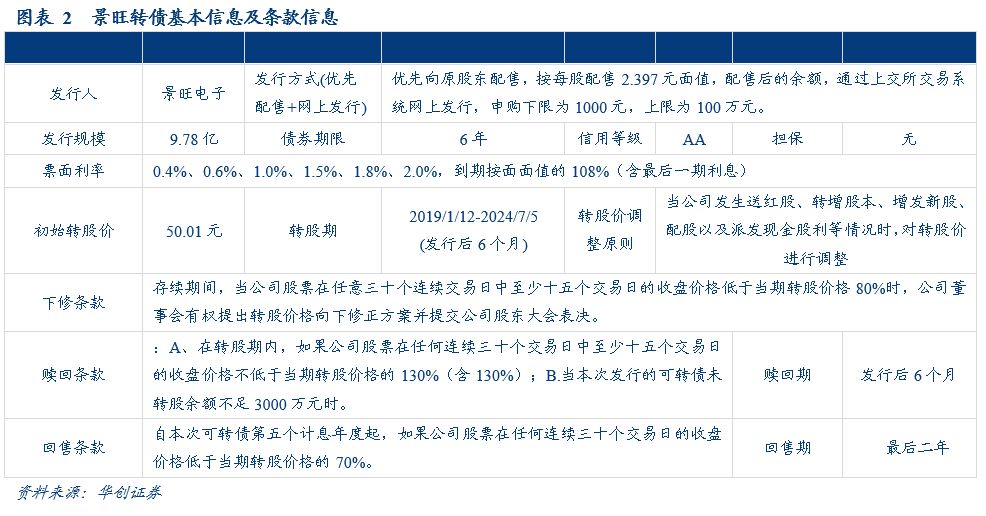 图表 2 景旺转债基本信息及条款信息
发行人
景旺电子
发行方式(优先
配售+网上发行)
优先向原股东配售，按每股配售 2.397 元面值，配售后的余额，通过上交所交易系
统网上发行，申购下限为 1000 元，上限为 100 万元。
发行规模
9.78 亿
债券期限
6 年
信用等级
AA
担保
无
票面利率
0.4%、0.6%、1.0%、1.5%、1.8%、2.0%，到期按面面值的 108%（含最后一期利息）
初始转股价
50.01 元
转股期
2019/1/12-2024/7/5
(发行后 6 个月)
转股价调
整原则
当公司发生送红股、转增股本、增发新股、
配股以及派发现金股利等情况时,对转股价
进行调整
下修条款
存续期间，当公司股票在任意三十个连续交易日中至少十五个交易日的收盘价格低于当期转股价格 80%时，公司董
事会有权提出转股价格向下修正方案并提交公司股东大会表决。
赎回条款
：A、在转股期内，如果公司股票在任何连续三十个交易日中至少十五个交易日
的收盘价格不低于当期转股价格的 130%（含 130%）；B.当本次发行的可转债未
转股余额不足 3000 万元时。
赎回期
发行后 6 个月
回售条款
自本次可转债第五个计息年度起，如果公司股票在任何连续三十个交易日的收盘
价格低于当期转股价格的 70%。
回售期
最后二年
资料来源：华创证券